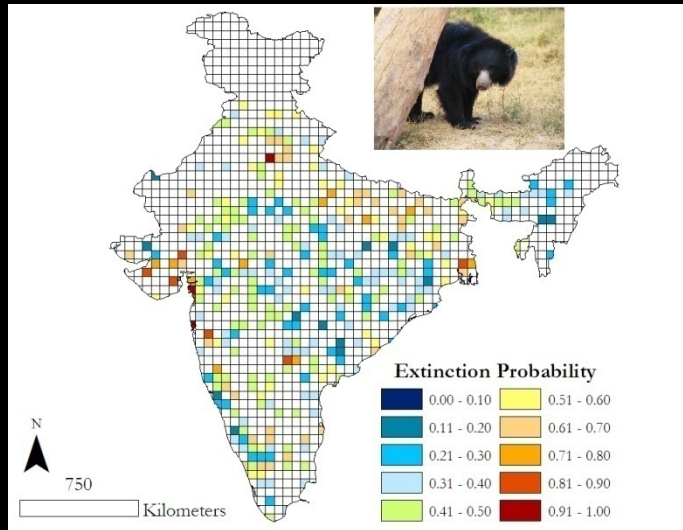 Extinction Probability
0.00 - 0.10 0.51 - 0.60
0.11 - 0.20 0.61 - 0.70
0.21 - 0.30 0.71 - 0.80
0.31 - 0.40 0.81 - 0.90
0.41 - 0.50 0.91 - 1.00
N
750
Kilometers